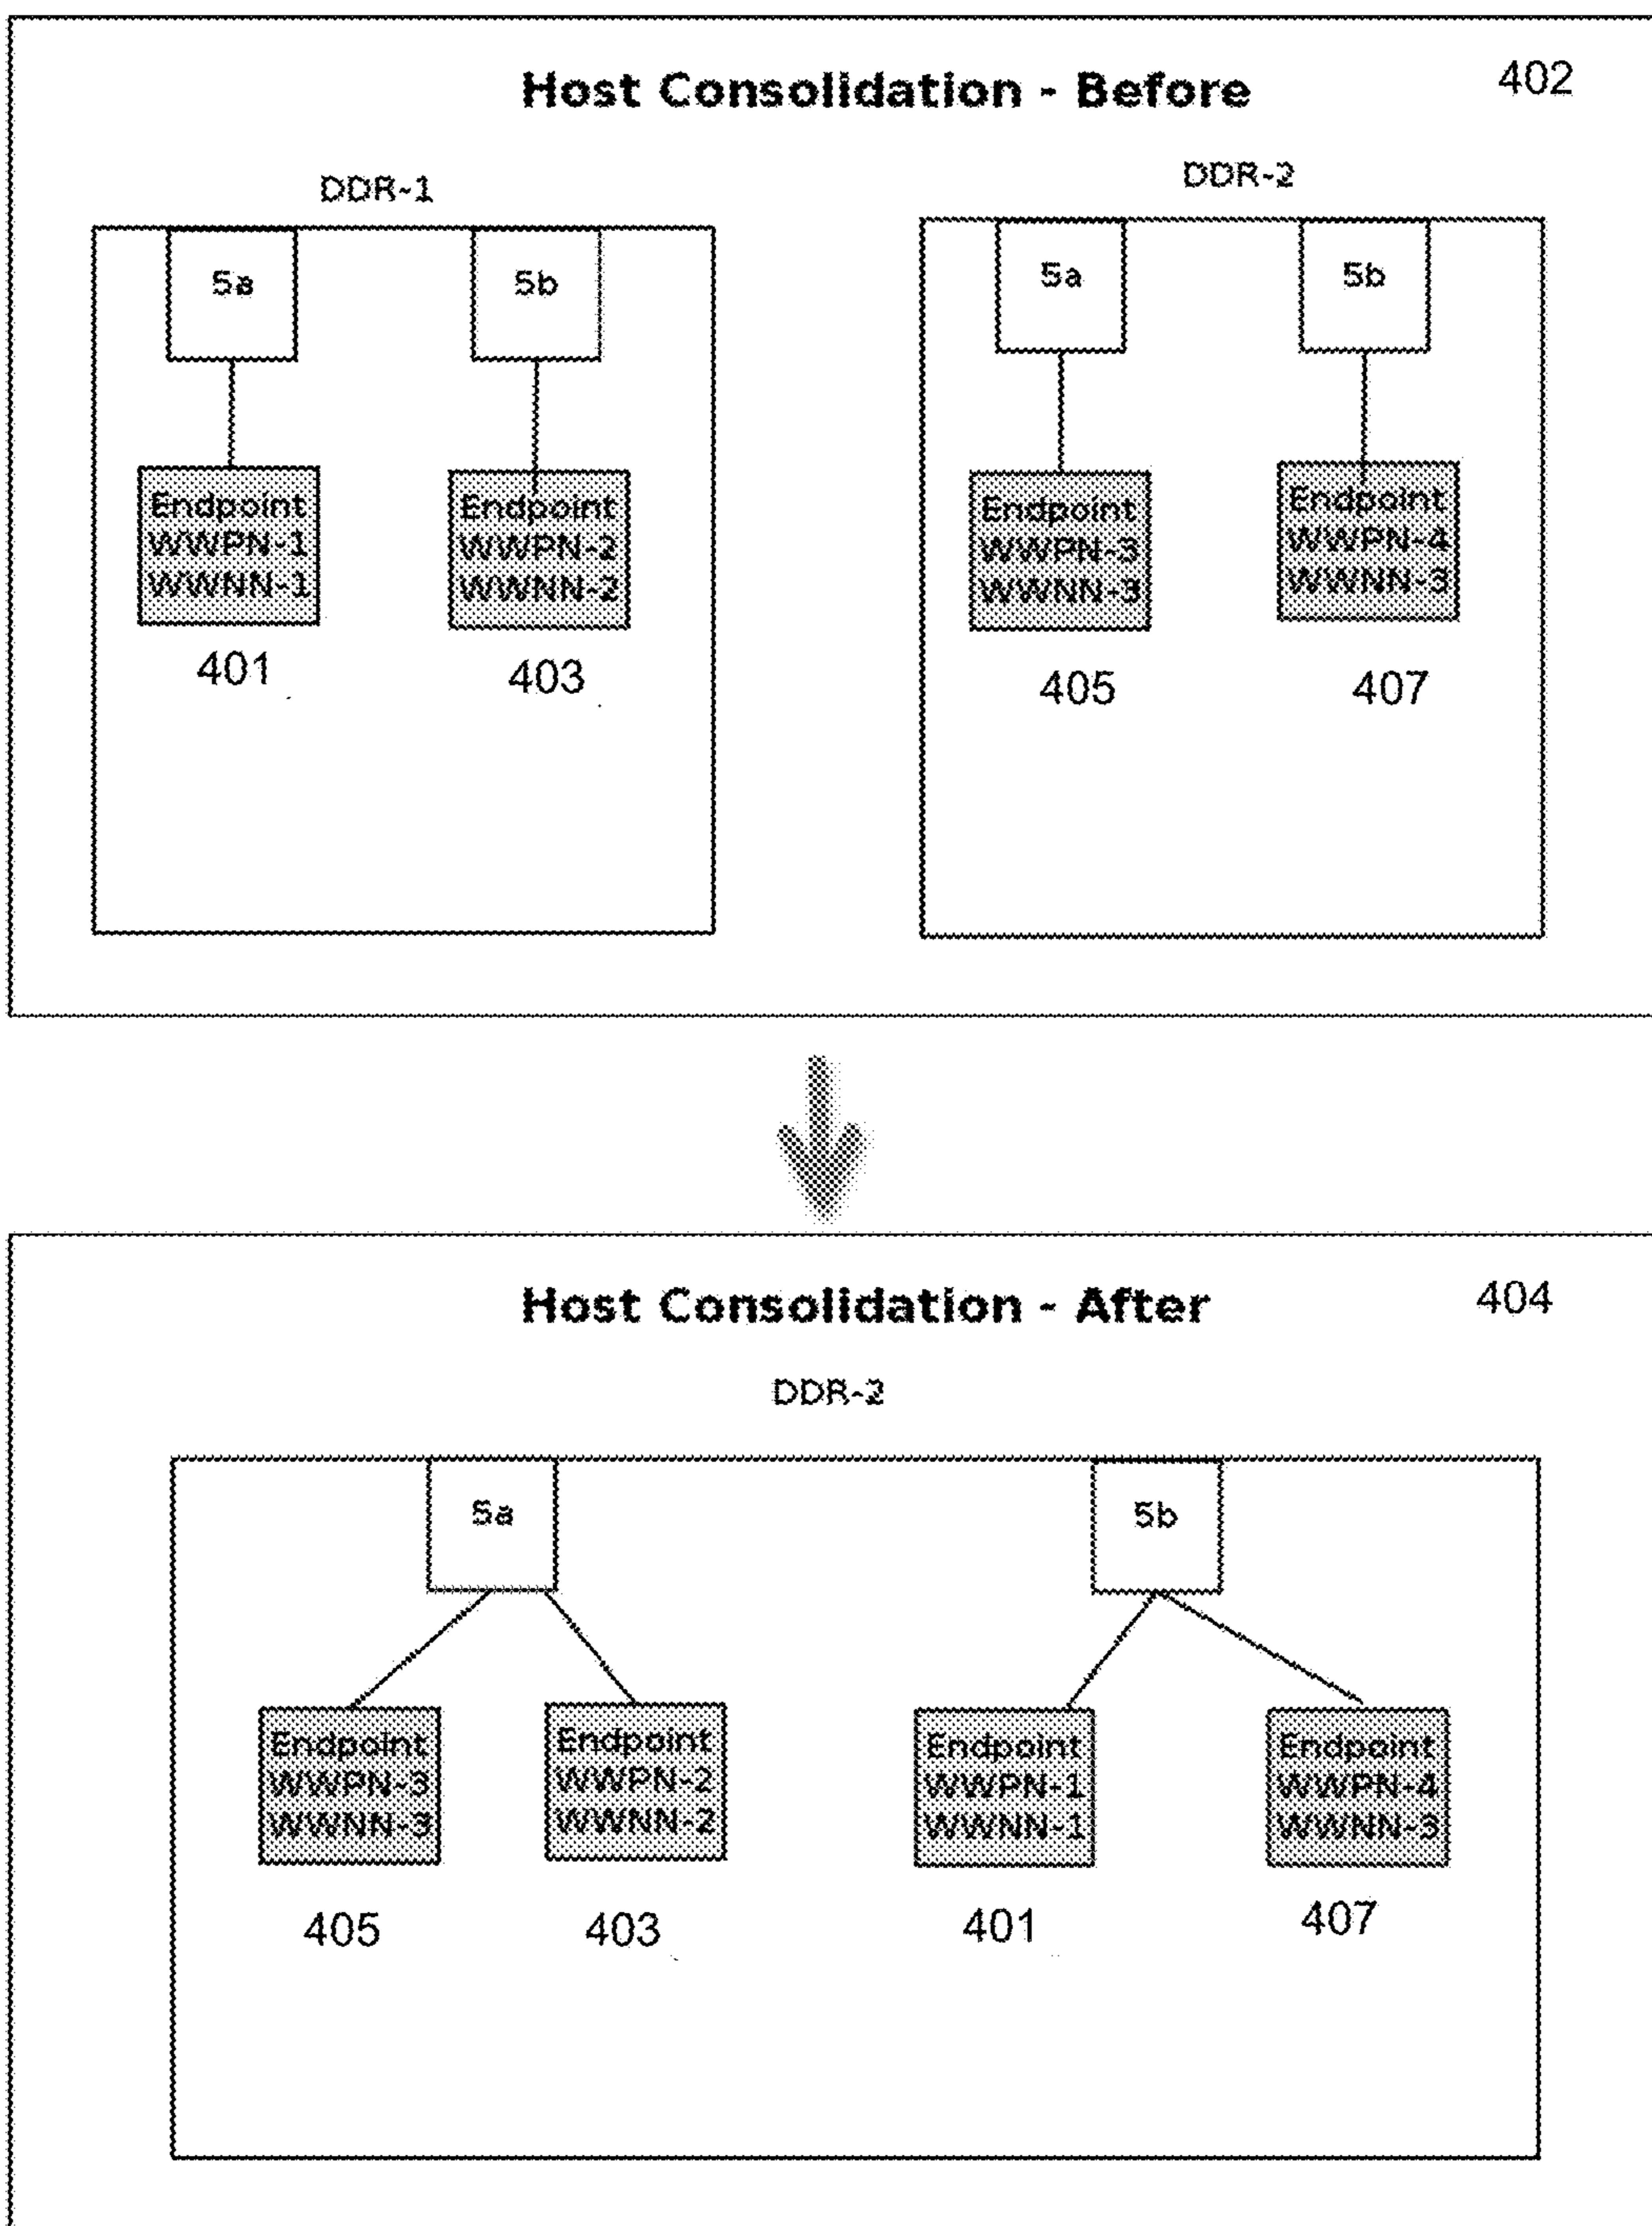 Host Consolidation - Before
402
DDR-1
DDR-2
5a
5b
5a
5b
Endpoint
WWPN-1
WWNN-1
Endpoint
WWPN-2
WWNN-2
Endpoint
WWPN-3
WWNN-3
Endpoint
WWPN-4
WWNN-3
401
403
405
407
Host Consolidation - After
404
DDR-2
5a
5b
Endpoint
WWPN-3
WWNN-3
Endpoint
WWPN-2
WWNN-2
Endpoint
WWPN-1
WWNN-1
Endpoint
WWPN-4
WWNN-3
405
403
401
407